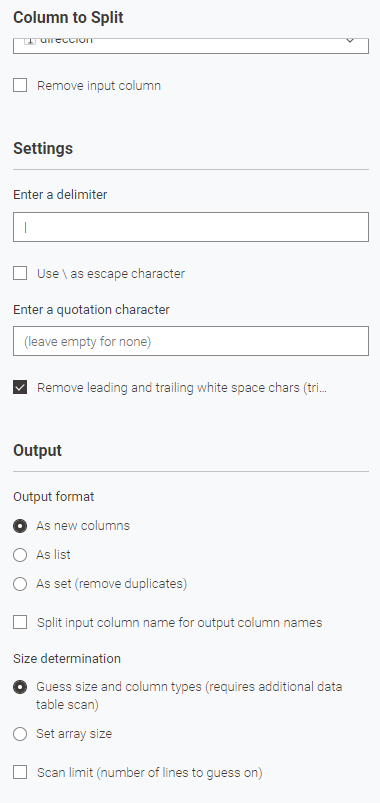 Column to Split
direccion
Remove input column
Settings
Enter a delimiter
|
Use \ as escape character
Enter a quotation character
(leave empty for none)
Remove leading and trailing white space chars (tri...
Output
Output format
As new columns
As list
As set (remove duplicates)
Split input column name for output column names
Size determination
Guess size and column types (requires additional data
table scan)
Set array size
Scan limit (number of lines to guess on)